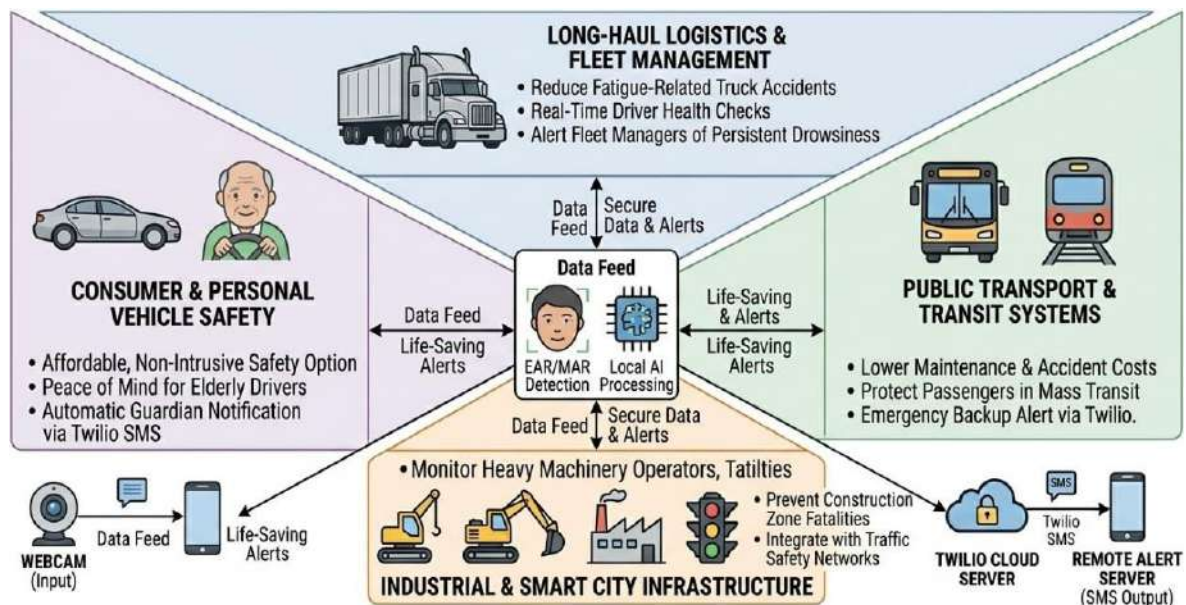 LONG-HAUL LOGISTICS &
FLEET MANAGEMENT
• Reduce Fatigue-Related Truck Accidents
• Real-Time Driver Health Checks
• Alert Fleet Managers of Persistent Drowsiness
Data
Feed
Secure
Data & Alerts
CONSUMER & PERSONAL
VEHICLE SAFETY
• Affordable, Non-Intrusive Safety Option
• Peace of Mind for Elderly Drivers
• Automatic Guardian Notification
via Twilio SMS
Data Feed
Life-Saving
Alerts
Data Feed
EAR/MAR
Detection
Local AI
Processing
Life-Saving
& Alerts
Life-Saving
Alerts
PUBLIC TRANSPORT &
TRANSIT SYSTEMS
• Lower Maintenance & Accident Costs
• Protect Passengers in Mass Transit
• Emergency Backup Alert via Twilio.
Data Feed
Secure Data
& Alerts
• Monitor Heavy Machinery Operators, Tatilties
• Prevent Construction
Zone Fatalities
• Integrate with Traffic
Safety Networks
INDUSTRIAL & SMART CITY INFRASTRUCTURE
WEBCAM
(Input)
Data Feed
Life-Saving
Alerts
TWILIO CLOUD
SERVER
SMS
Twilio
SMS
REMOTE ALERT
SERVER
(SMS Output)